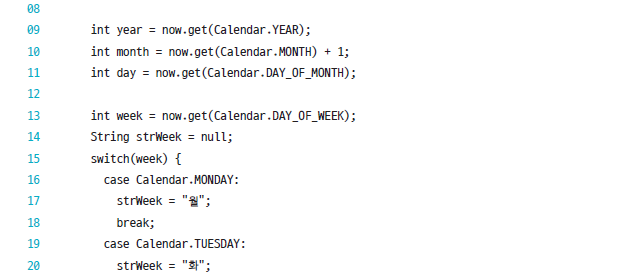 08
09 int year = now.get(Calendar.YEAR);
10 int month = now.get(Calendar.MONTH) + 1;
11 int day = now.get(Calendar.DAY_OF_MONTH);
12
13 int week = now.get(Calendar.DAY_OF_WEEK);
14 String strWeek = null;
15 switch(week) {
16 case Calendar.MONDAY:
17 strWeek = "월";
18 break;
19 case Calendar.TUESDAY:
20 strWeek = "화";